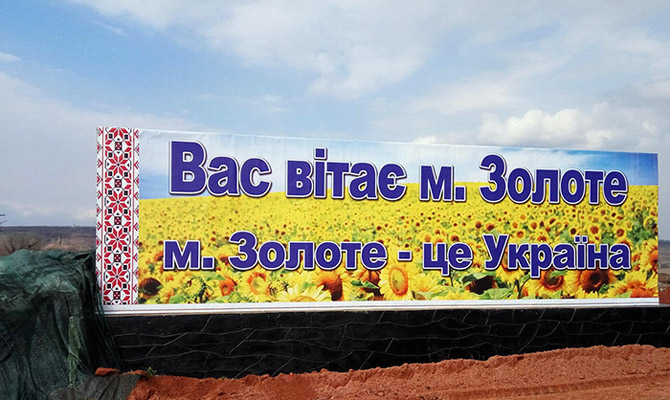 Вас вітає м. Золоте
м. Золоте - це Україна